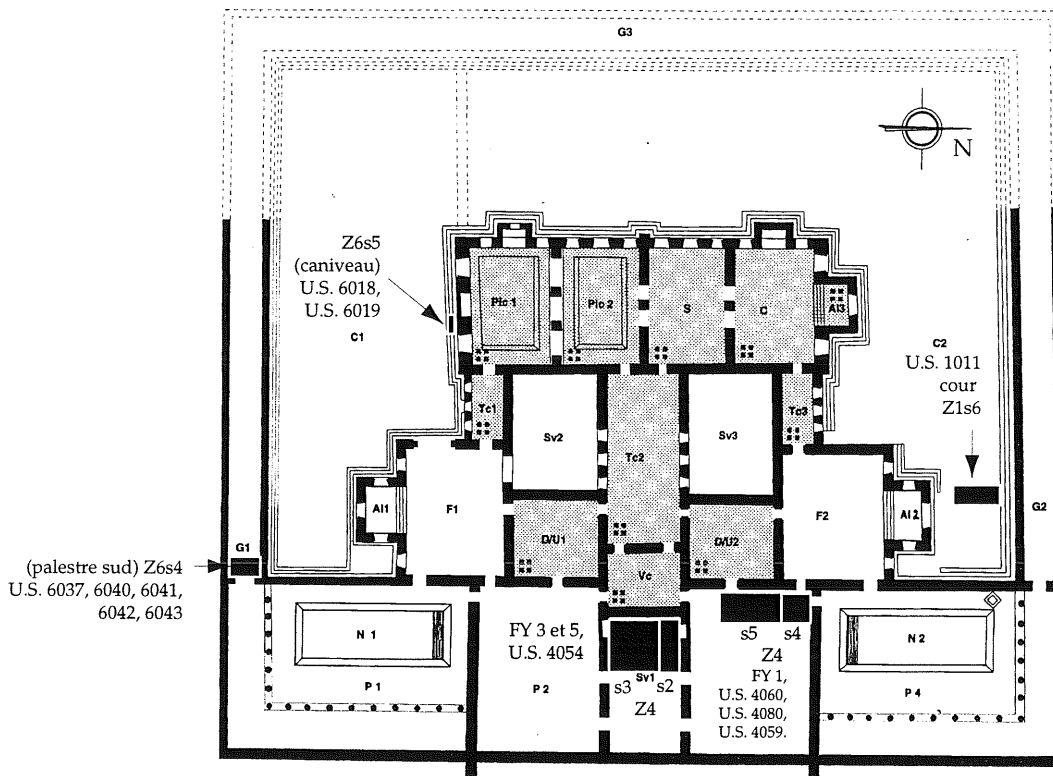 G3
N
Z6s5
(caniveau)
U.S. 6018,
U.S. 6019
C1
Pic 1
Pic 2
S
C
Al3
C2
U.S. 1011
cour
Z1s6
Tc1
Sv2
Tc2
Sv3
Tc3
Al1
F1
D/U1
D/U2
F2
Al2
G2
G1
Vc
(palestre sud) Z6s4
U.S. 6037, 6040, 6041,
6042, 6043
N 1
P 1
FY 3 et 5,
U.S. 4054
P 2
s3
Sv1
s2
Z4
s5
s4
Z4
FY 1,
U.S. 4060,
U.S. 4080,
U.S. 4059.
N 2
P 4